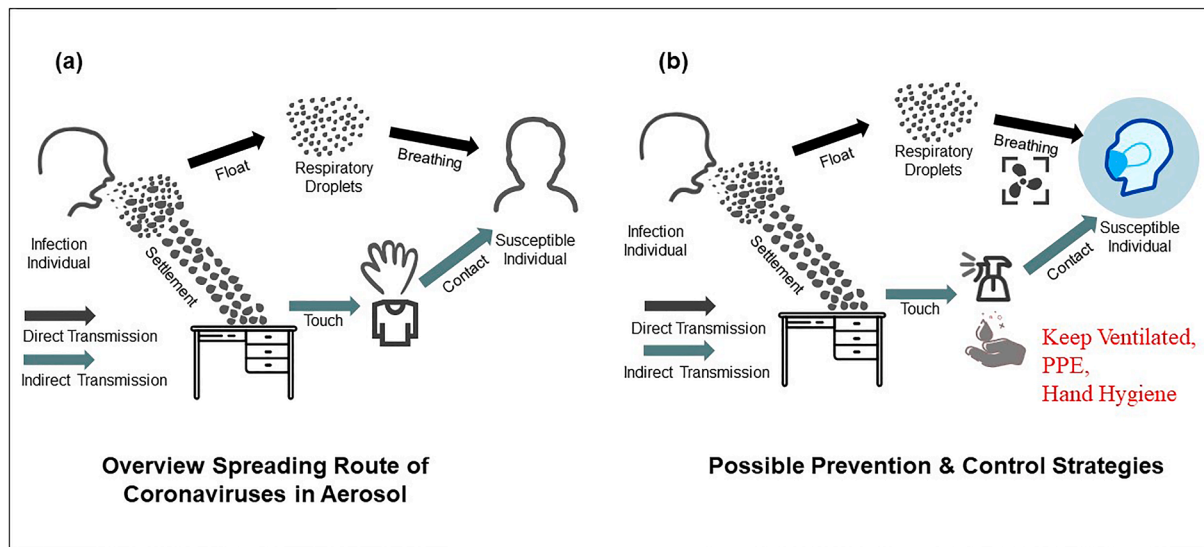 (a)
Float
Respiratory
Droplets
Breathing
Infection
Individual
Settlement
Susceptible
Individual
Contact
Touch
Direct Transmission
Indirect Transmission
Overview Spreading Route of
Coronaviruses in Aerosol
(b)
Float
Respiratory
Droplets
Breathing
Infection
Individual
Settlement
Susceptible
Individual
Contact
Touch
Direct Transmission
Indirect Transmission
Keep Ventilated,
PPE,
Hand Hygiene
Possible Prevention & Control Strategies